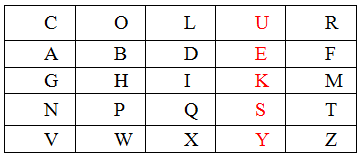 C O L U R
A B D E F
G H I K M
N P Q S T
V W X Y Z